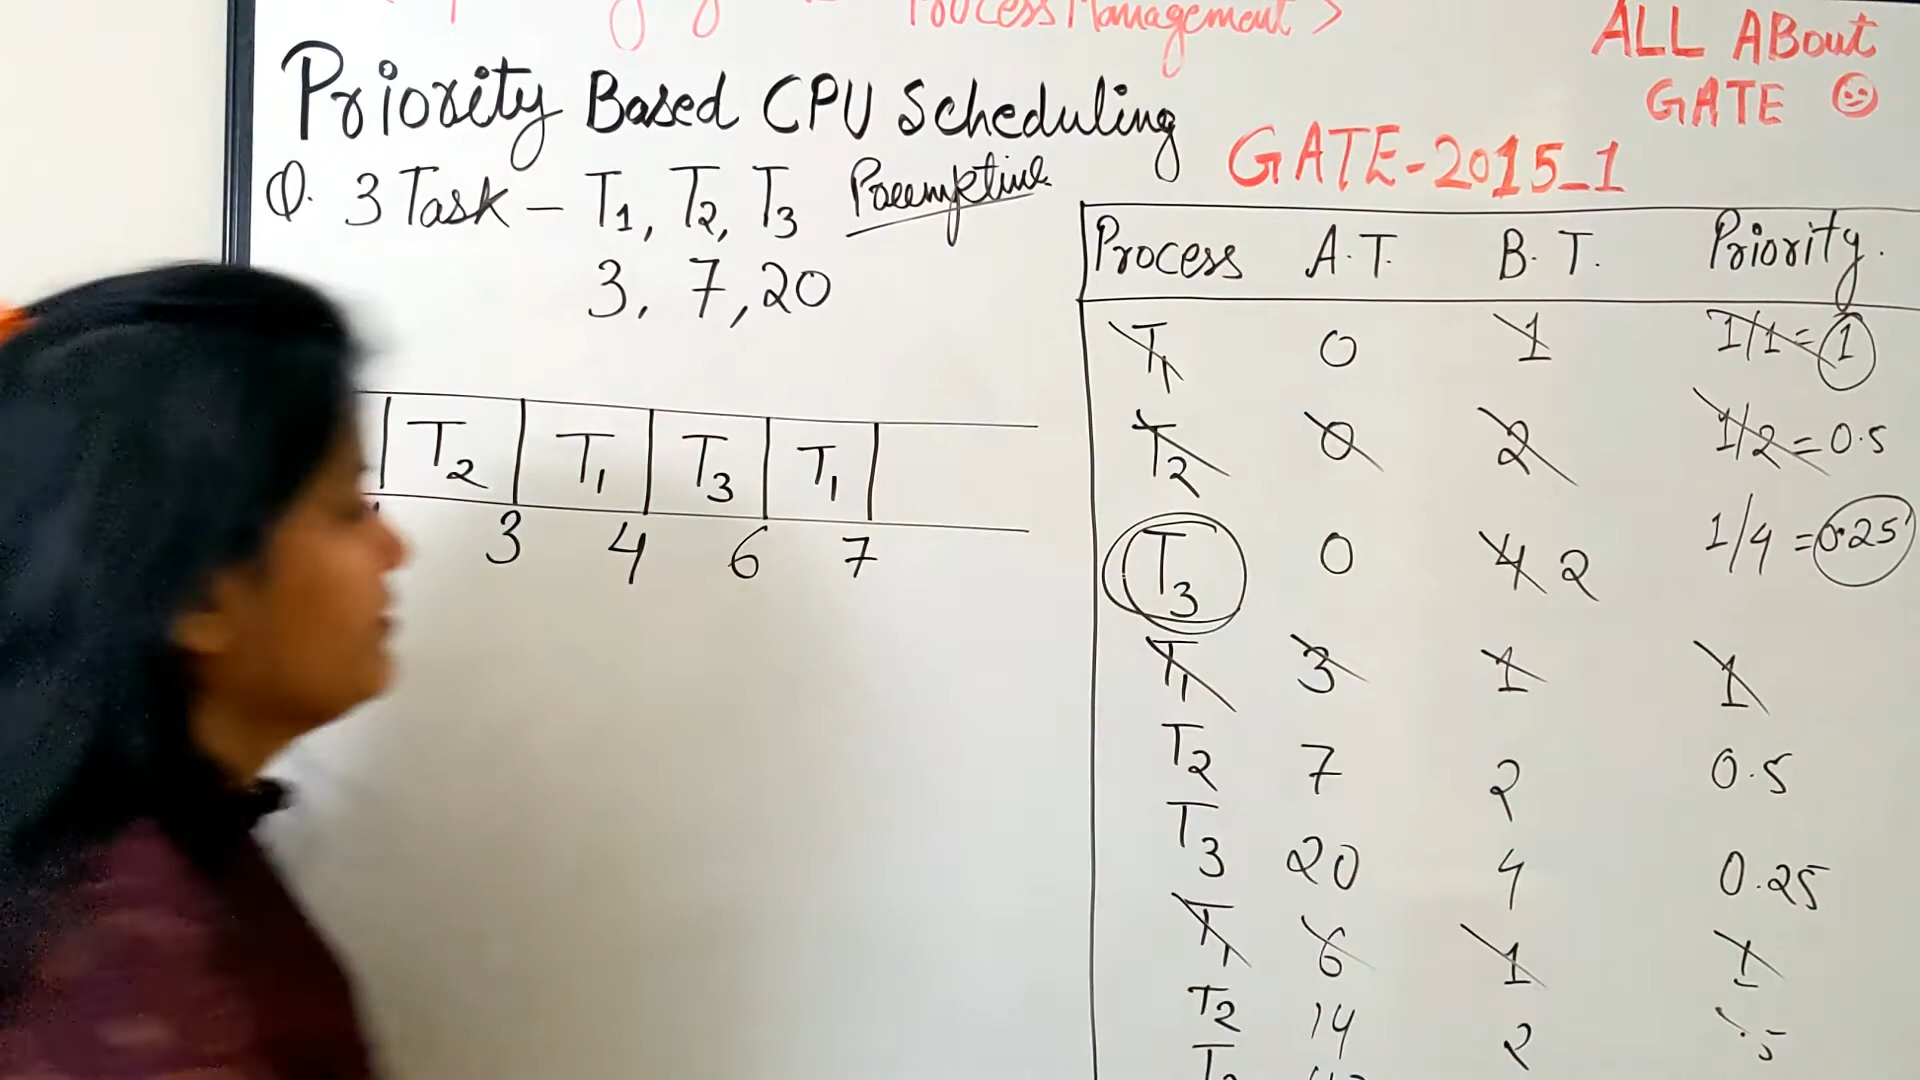 Process Management >
ALL ABout
GATE
Priority Based CPU Scheduling
GATE-2015_1
Q. 3 Task - T1, T2, T3 Preemptive
3, 7, 20
Process A.T. B.T. Priority.
T1 0 1 1/1 = 1
T2 0 2 1/2 = 0.5
T3 0 4 2 1/4 = 0.25
T1 3 1 1
T2 7 2 0.5
T3 20 4 0.25
T1 6 1 1
T2 14 2 .5
T2 T1 T3 T1
3 4 6 7